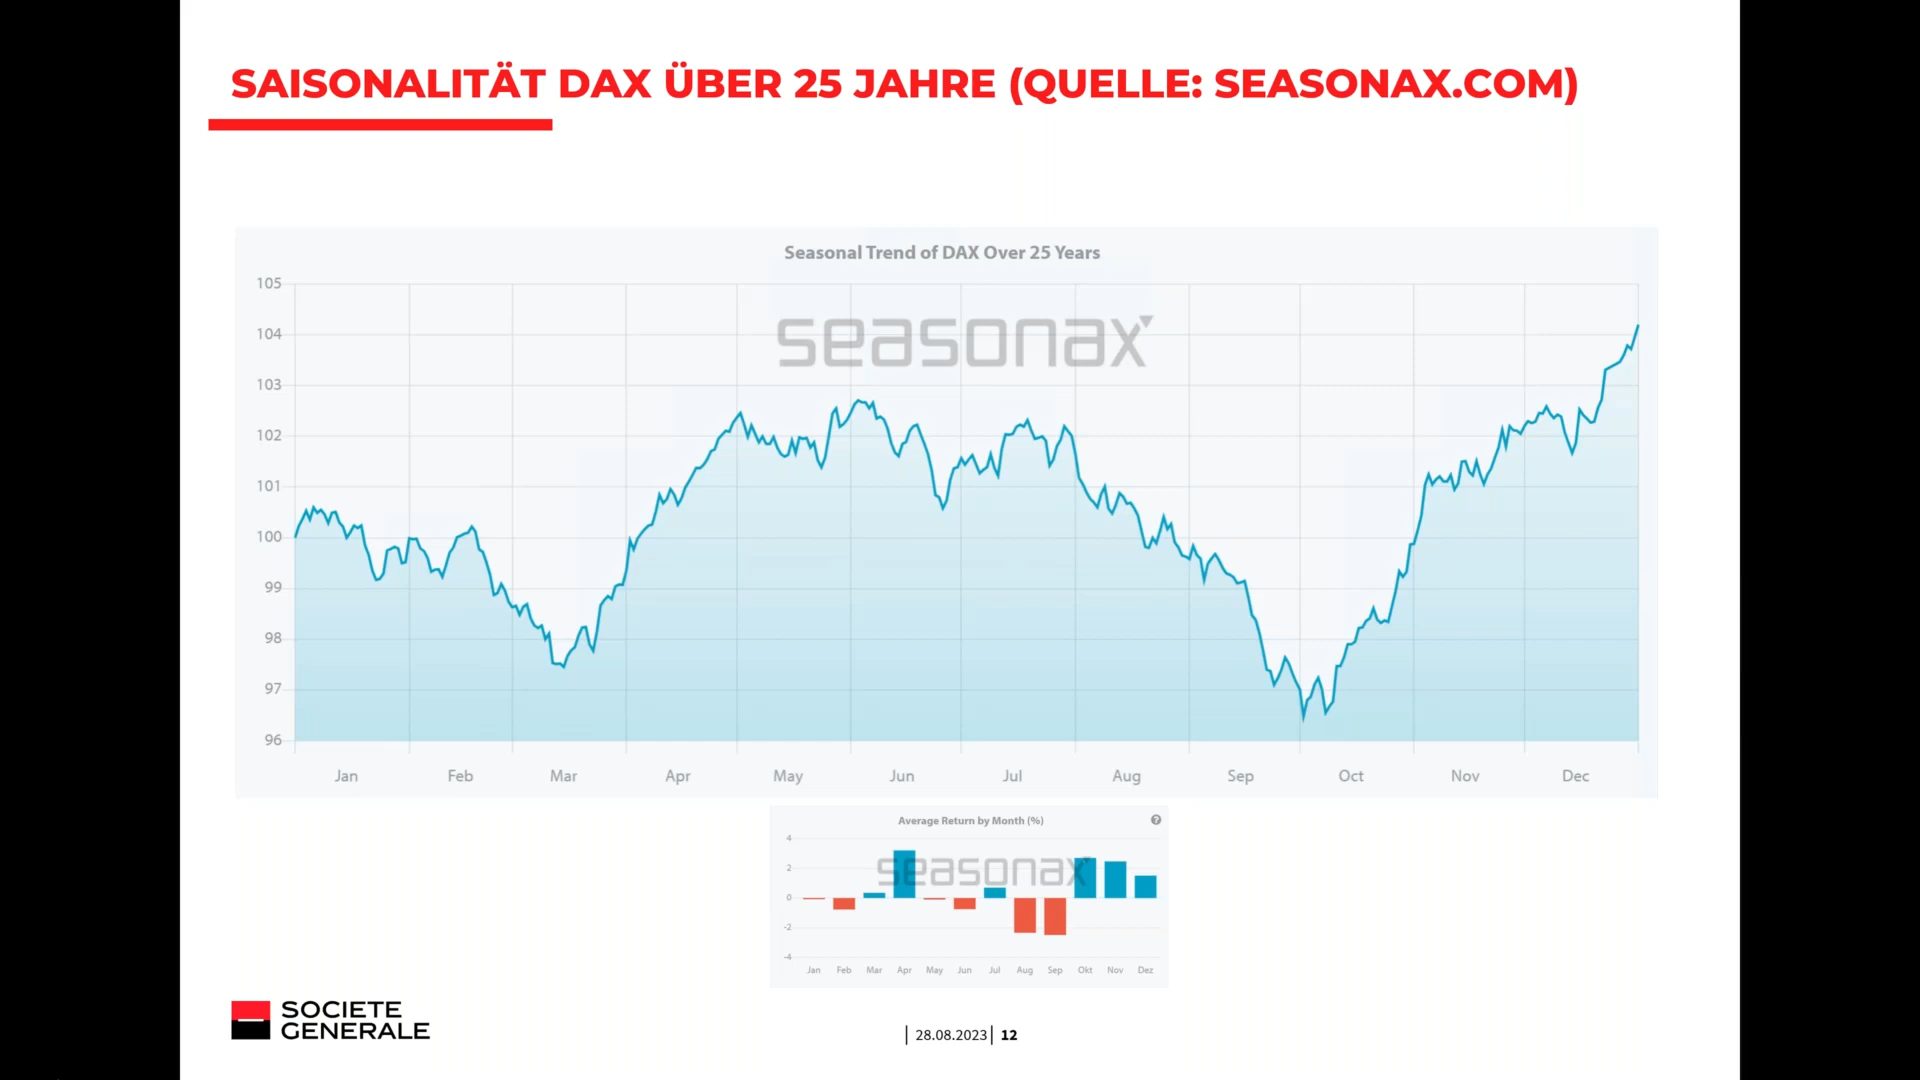 SAISONALITÄT DAX ÜBER 25 JAHRE (QUELLE: SEASONAX.COM)
Seasonal Trend of DAX Over 25 Years
seasonax
105
104
103
102
101
100
99
98
97
96
Jan Feb Mar Apr May Jun Jul Aug Sep Oct Nov Dec
Average Return by Month (%) ?
seasonax
4
2
0
-2
-4
Jan Feb Mar Apr May Jun Jul Aug Sep Okt Nov Dez
SOCIETE
GENERALE
| 28.08.2023 | 12